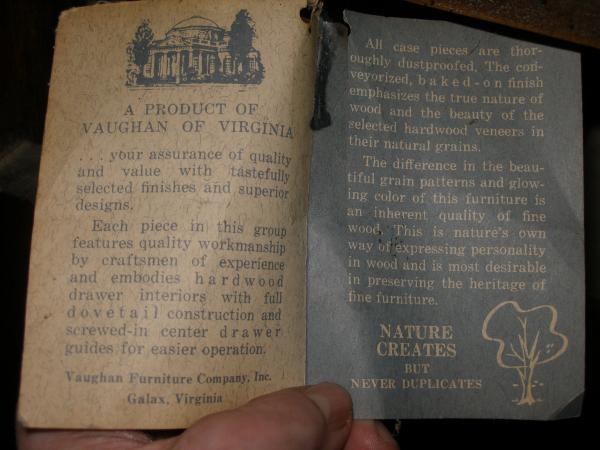 A PRODUCT OF
VAUGHAN OF VIRGINIA
. . . your assurance of quality
and value with tastefully
selected finishes and superior
designs.
Each piece in this group
features quality workmanship
by craftsmen of experience
and embodies hardwood
drawer interiors with full
dovetail construction and
screwed-in center drawer
guides for easier operation.
Vaughan Furniture Company, Inc.
Galax, Virginia
All case pieces are thor-
oughly dustproofed. The con-
veyorized, baked-on finish
emphasizes the true nature of
wood and the beauty of the
selected hardwood veneers in
their natural grains.
The difference in the beau-
tiful grain patterns and glow-
ing color of this furniture is
an inherent quality of fine
wood. This is nature's own
way of expressing personality
in wood and is most desirable
in preserving the heritage of
fine furniture.
NATURE
CREATES
BUT
NEVER DUPLICATES